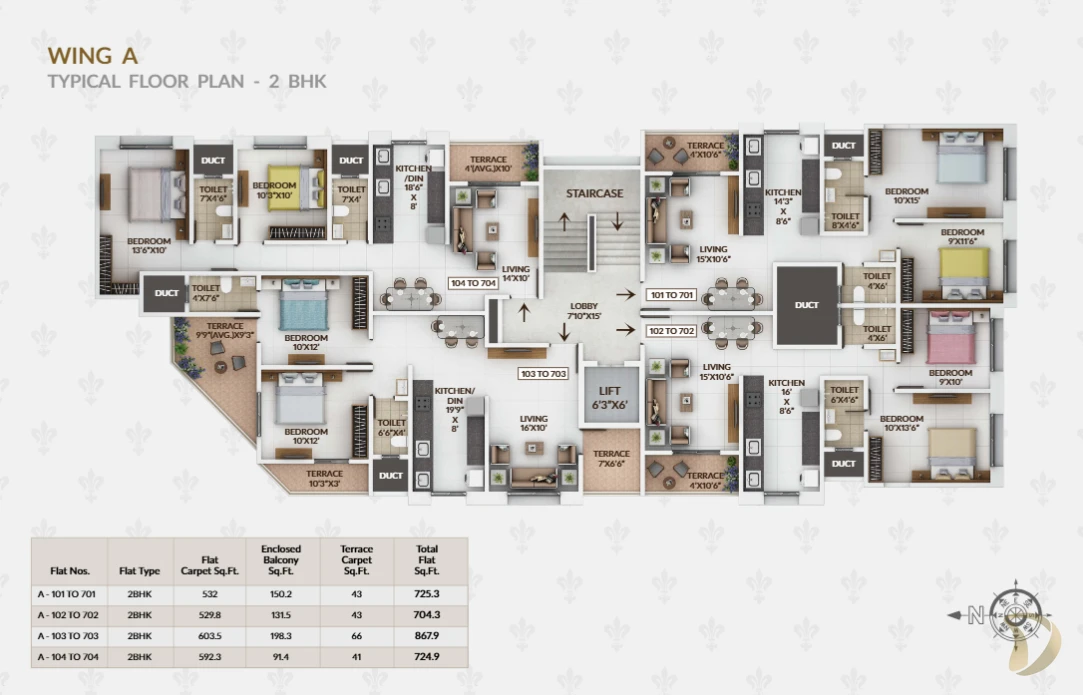 WING A
TYPICAL FLOOR PLAN - 2 BHK
DUCT
DUCT
KITCHEN
/DIN
18'6"
X
8'
TERRACE
4'(AVG.)X10'
STAIRCASE
TERRACE
4'X10'6"
DUCT
TOILET
7'X4'6"
BEDROOM
10'3"X10'
TOILET
7'X4'
KITCHEN
14'3"
X
8'6"
BEDROOM
10'X15'
TOILET
8'X4'6"
BEDROOM
13'6"X10'
LIVING
14'X10'
LIVING
15'X10'6"
BEDROOM
9'X11'6"
104 TO 704
DUCT
TOILET
4'X7'6"
TOILET
4'X6'
101 TO 701
LOBBY
7'10"X15'
DUCT
TERRACE
9'9"(AVG.)X9'3"
BEDROOM
10'X12'
102 TO 702
TOILET
4'X6'
103 TO 703
LIVING
15'X10'6"
BEDROOM
9'X10'
KITCHEN/
DIN
19'9"
X
8'
LIFT
6'3"X6'
KITCHEN
16'
X
8'6"
TOILET
6'X4'6"
BEDROOM
10'X12'
TOILET
6'6"X4'
LIVING
16'X10'
BEDROOM
10'X13'6"
TERRACE
7'X6'6"
DUCT
TERRACE
10'3"X3'
DUCT
TERRACE
4'X10'6"
Flat Nos. Flat Type Flat Carpet Sq.Ft. Enclosed Balcony Sq.Ft. Terrace Carpet Sq.Ft. Total Flat Sq.Ft.
A - 101 TO 701 2BHK 532 150.2 43 725.3
A - 102 TO 702 2BHK 529.8 131.5 43 704.3
A - 103 TO 703 2BHK 603.5 198.3 66 867.9
A - 104 TO 704 2BHK 592.3 91.4 41 724.9
N